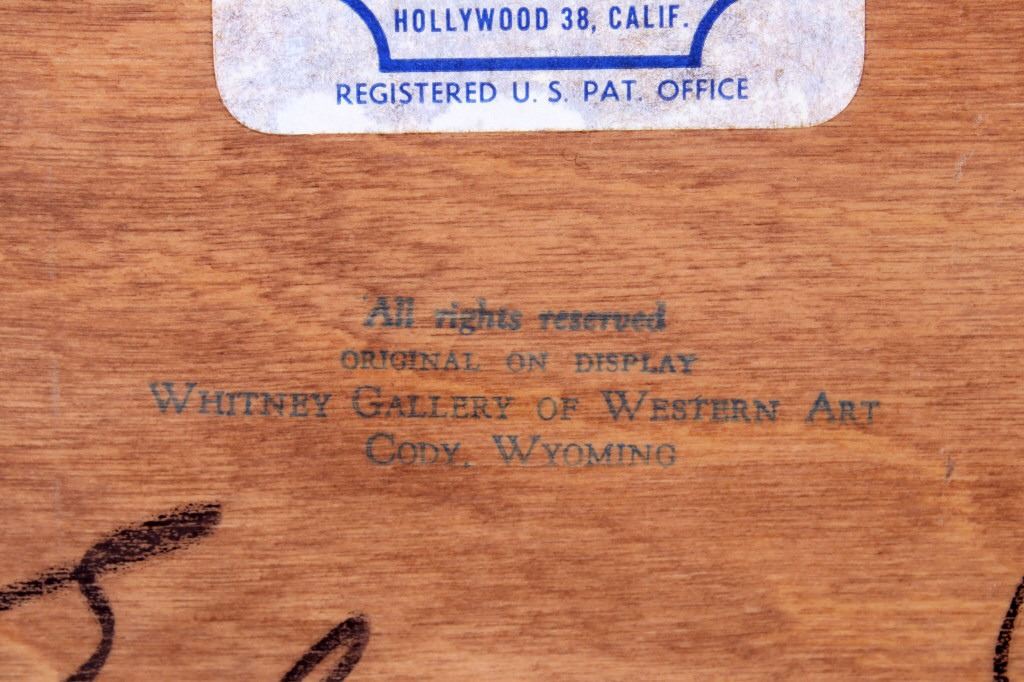 HOLLYWOOD 38, CALIF.
REGISTERED U. S. PAT. OFFICE
All rights reserved
ORIGINAL ON DISPLAY
WHITNEY GALLERY OF WESTERN ART
CODY, WYOMING